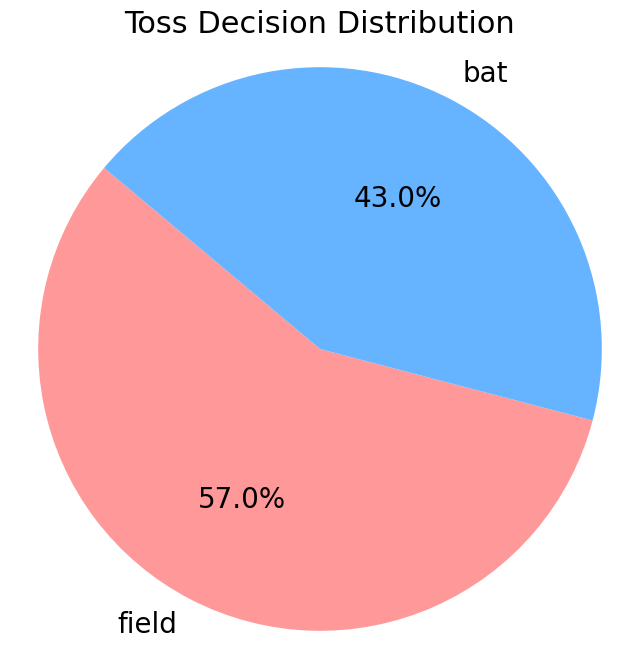 Toss Decision Distribution
bat
43.0%
57.0%
field